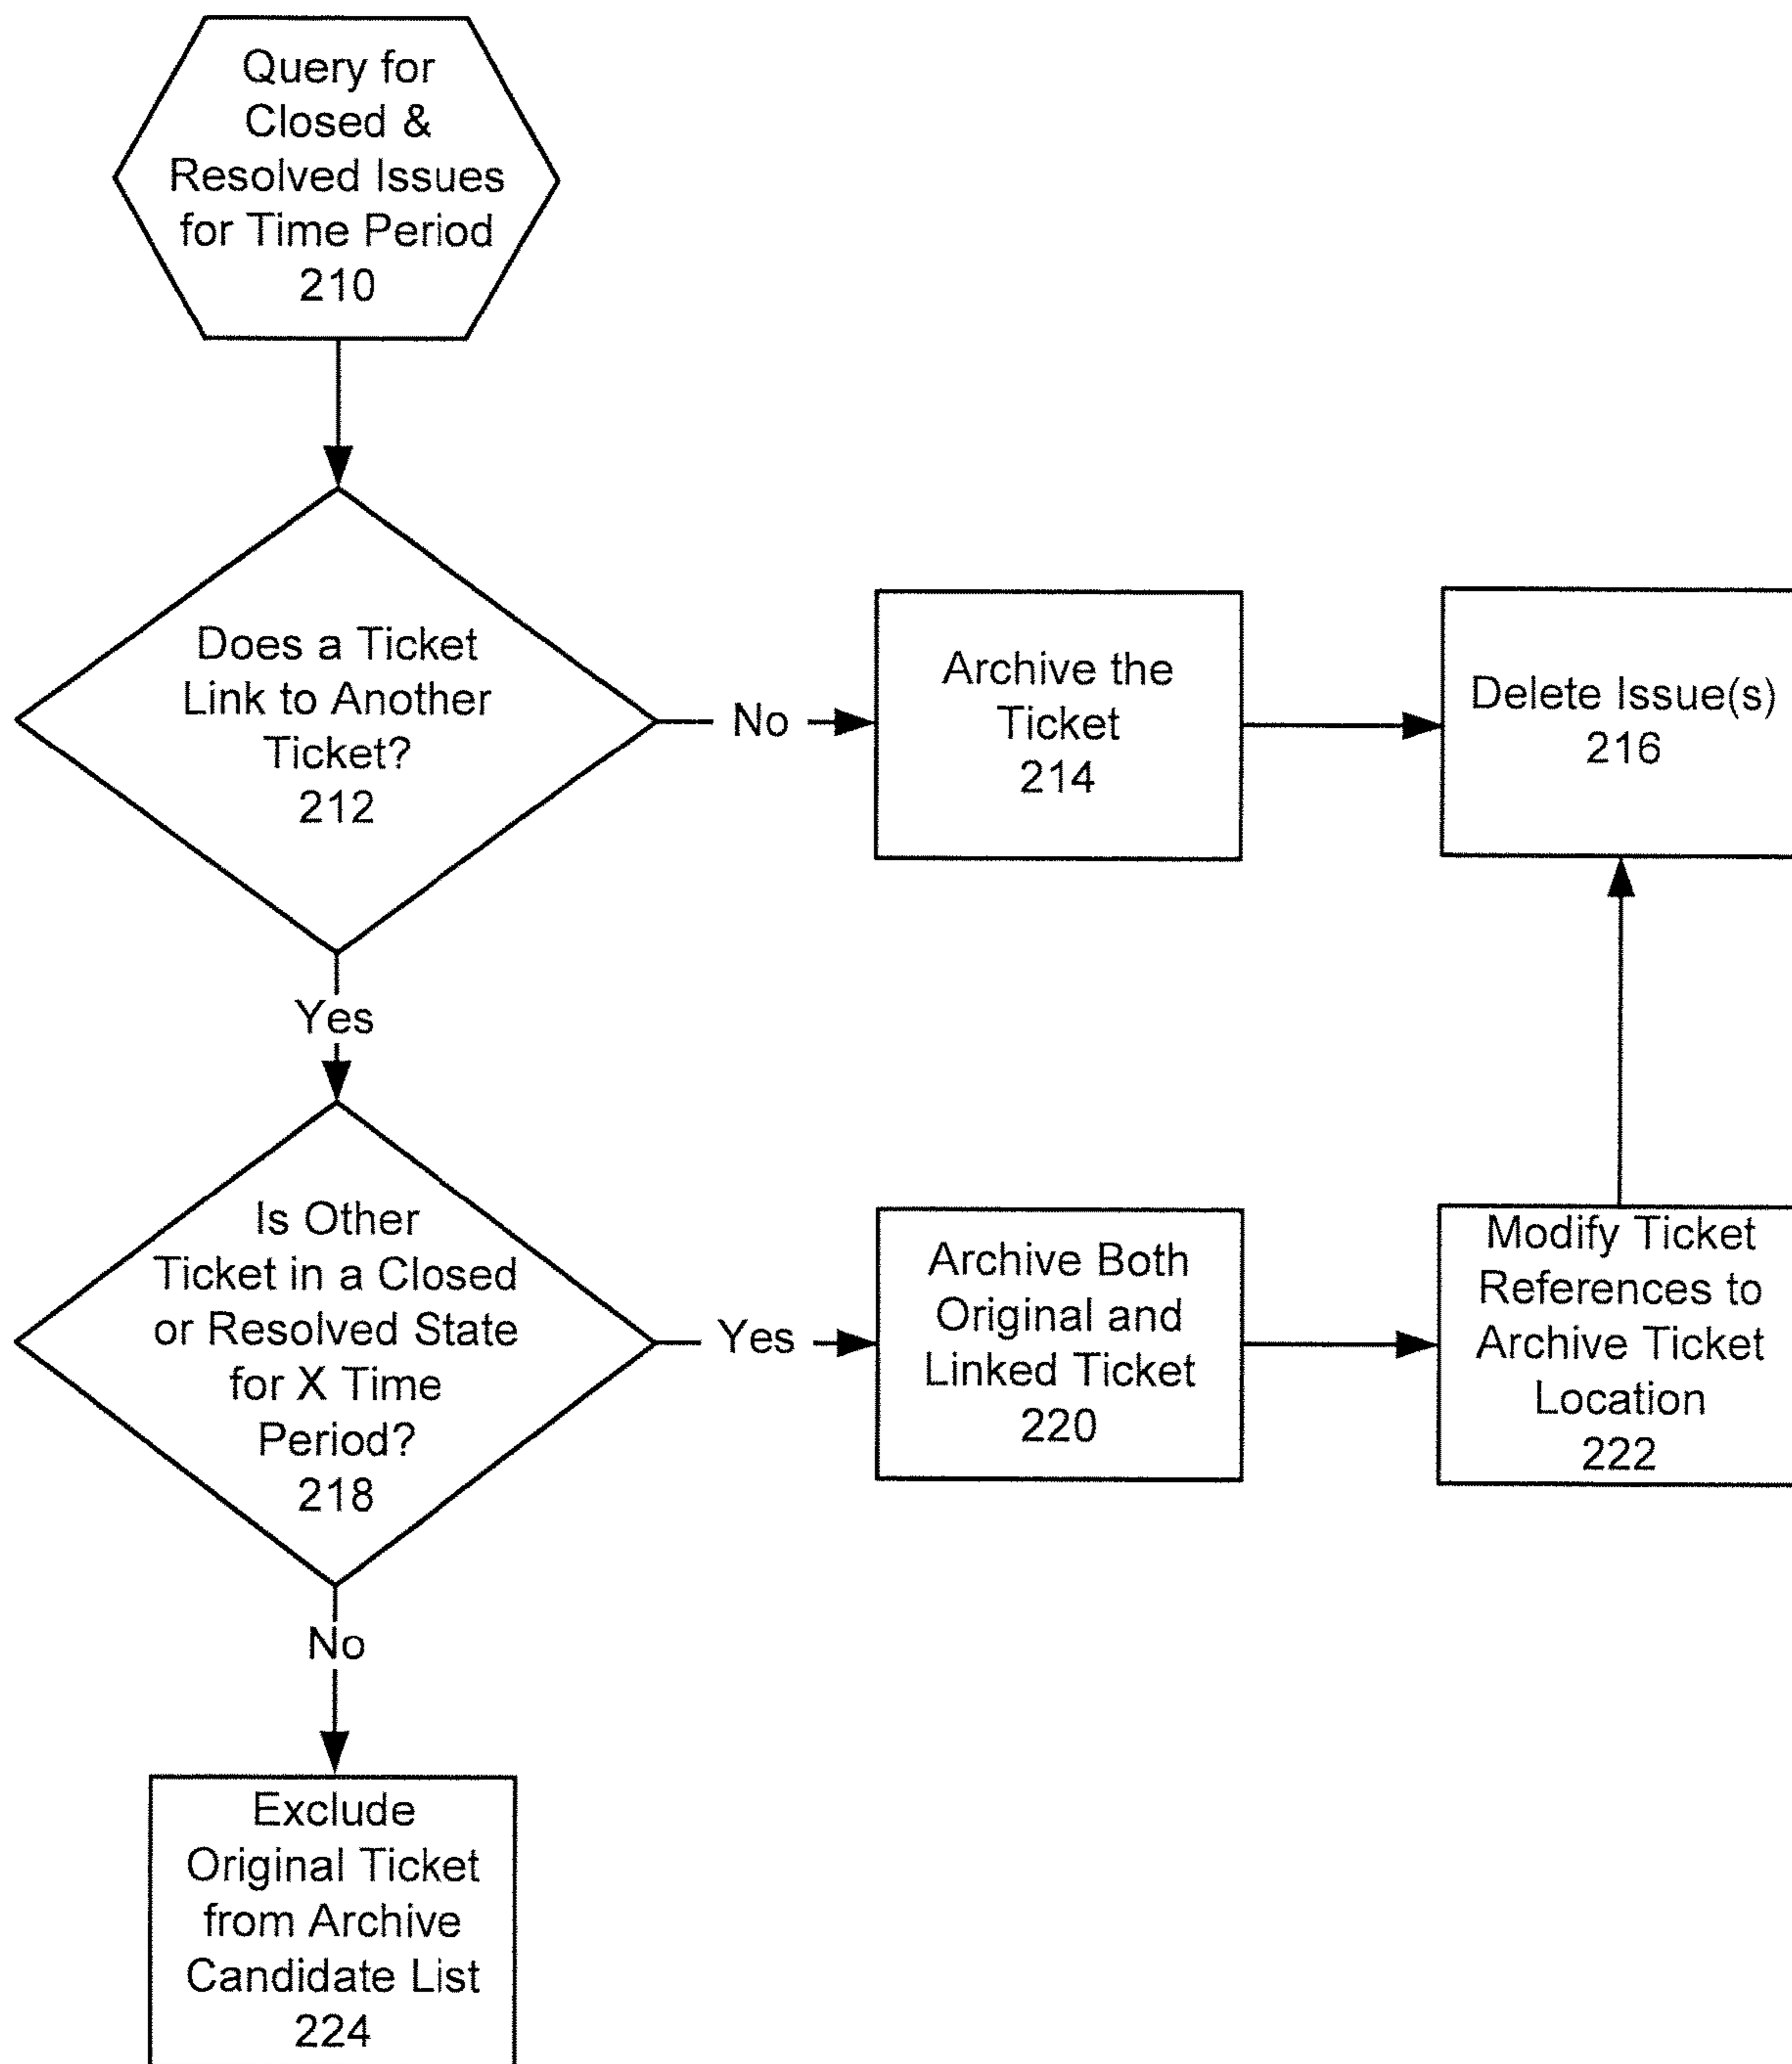 Query for
Closed &
Resolved Issues
for Time Period
210
Does a Ticket
Link to Another
Ticket?
212
No
Archive the
Ticket
214
Delete Issue(s)
216
Yes
Is Other
Ticket in a Closed
or Resolved State
for X Time
Period?
218
Yes
Archive Both
Original and
Linked Ticket
220
Modify Ticket
References to
Archive Ticket
Location
222
No
Exclude
Original Ticket
from Archive
Candidate List
224